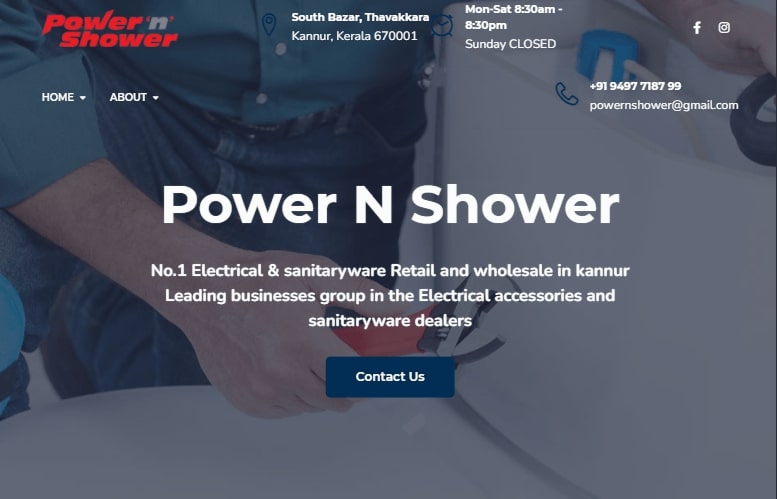 Power 'n' Shower
South Bazar, Thavakkara
Kannur, Kerala 670001
Mon-Sat 8:30am -
8:30pm
Sunday CLOSED
HOME
ABOUT
+91 9497 7187 99
powernshower@gmail.com
Power N Shower
No.1 Electrical & sanitaryware Retail and wholesale in kannur
Leading businesses group in the Electrical accessories and
sanitaryware dealers
Contact Us